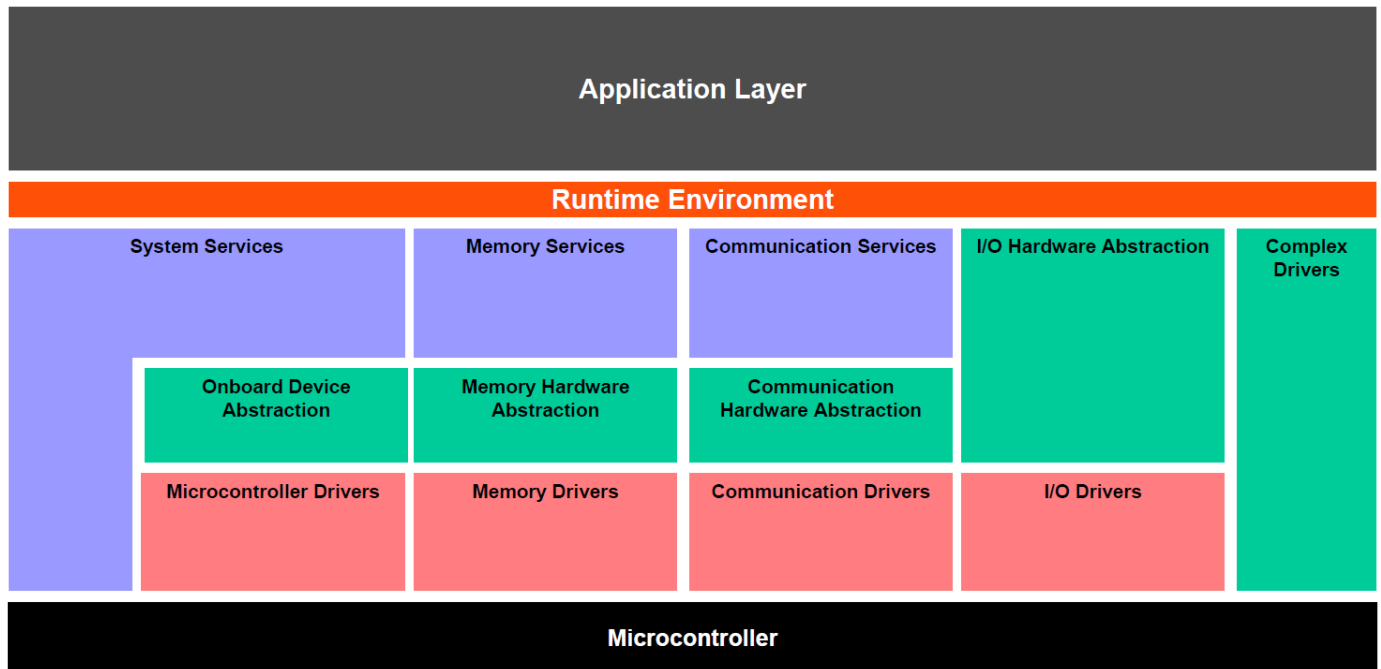 Application Layer
Runtime Environment
System Services
Memory Services
Communication Services
I/O Hardware Abstraction
Complex
Drivers
Onboard Device
Abstraction
Memory Hardware
Abstraction
Communication
Hardware Abstraction
Microcontroller Drivers
Memory Drivers
Communication Drivers
I/O Drivers
Microcontroller